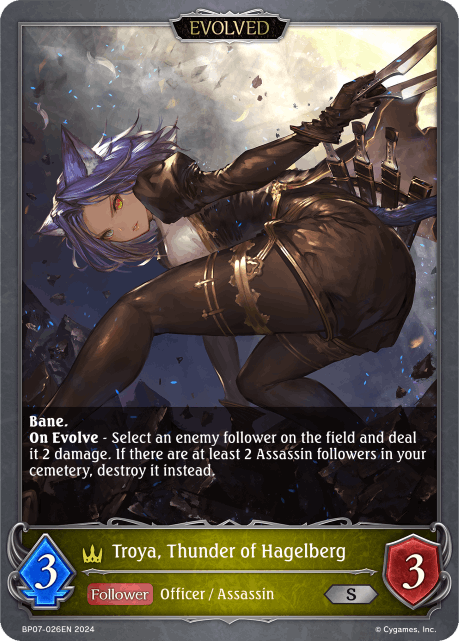 EVOLVED
Bane.
On Evolve - Select an enemy follower on the field and deal
it 2 damage. If there are at least 2 Assassin followers in your
cemetery, destroy it instead.
Troya, Thunder of Hagelberg
3
3
Follower Officer / Assassin
S
BP07-026EN 2024
© Cygames, Inc.